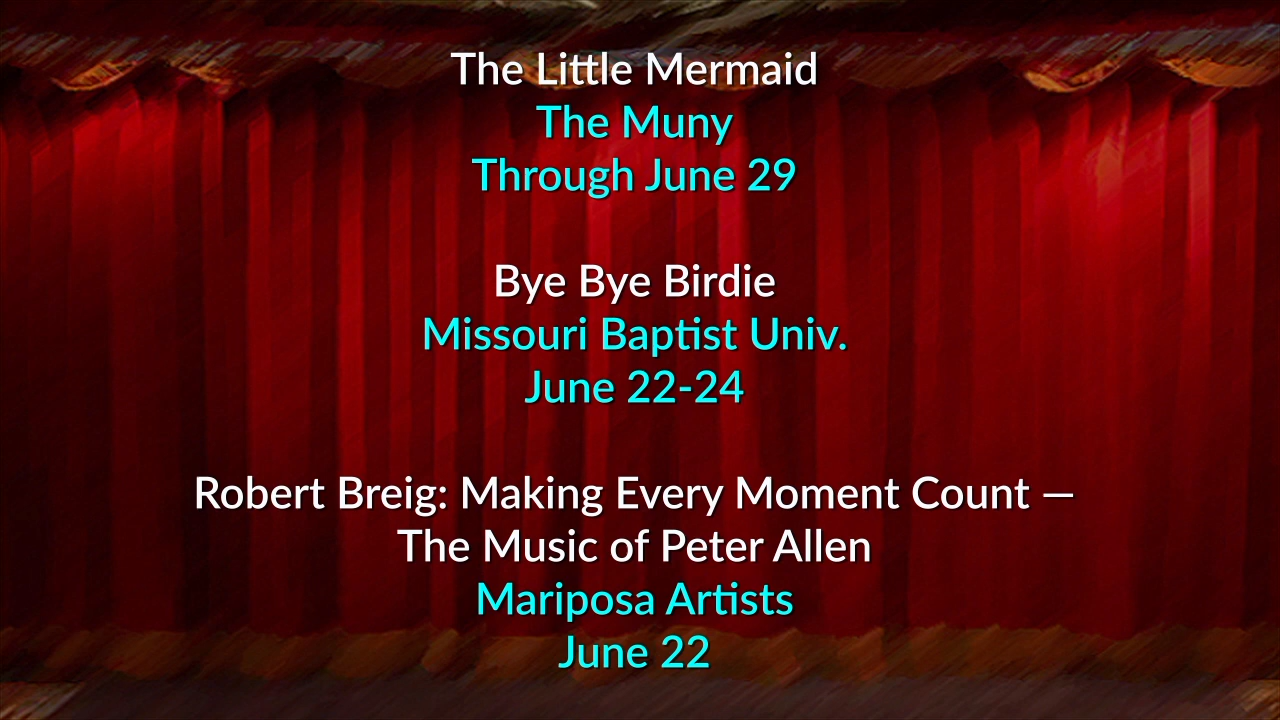 The Little Mermaid
The Muny
Through June 29
Bye Bye Birdie
Missouri Baptist Univ.
June 22-24
Robert Breig: Making Every Moment Count —
The Music of Peter Allen
Mariposa Artists
June 22